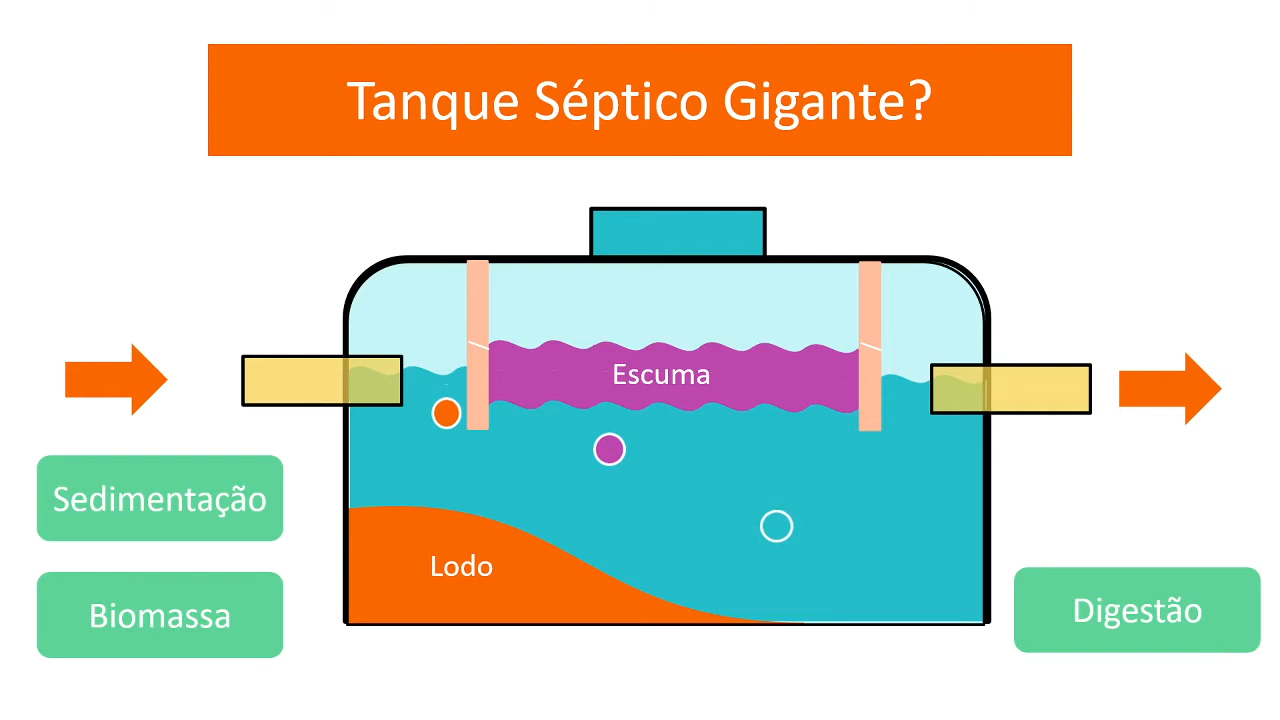 Tanque Séptico Gigante?
Escuma
Sedimentação
Lodo
Biomassa
Digestão